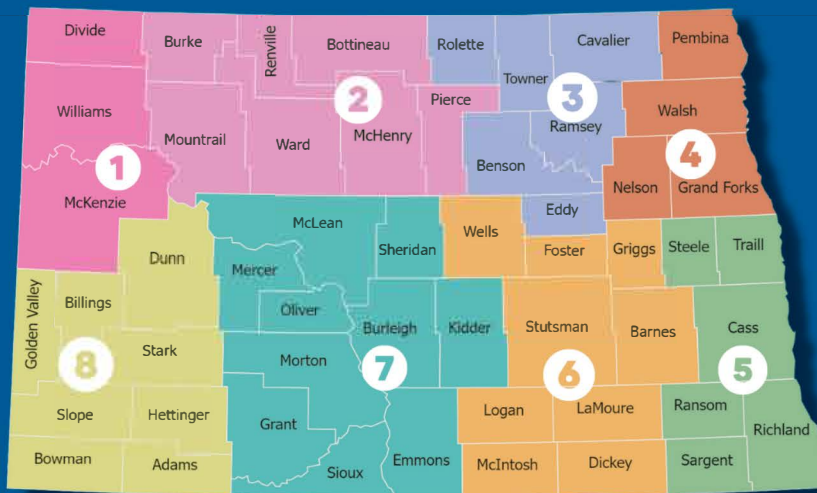 Divide
Burke
Renville
Bottineau
Rolette
Cavalier
Pembina
Towner
Williams
2
Pierce
3
Walsh
Mountrail
Ward
McHenry
Ramsey
1
Benson
4
McKenzie
Nelson
Grand Forks
McLean
Eddy
Sheridan
Wells
Dunn
Foster
Griggs
Steele
Traill
Mercer
Golden Valley
Billings
Oliver
Burleigh
Kidder
Stutsman
Barnes
Cass
8
Stark
Morton
7
6
5
Slope
Hettinger
Grant
Logan
LaMoure
Ransom
Richland
Bowman
Adams
Sioux
Emmons
McIntosh
Dickey
Sargent